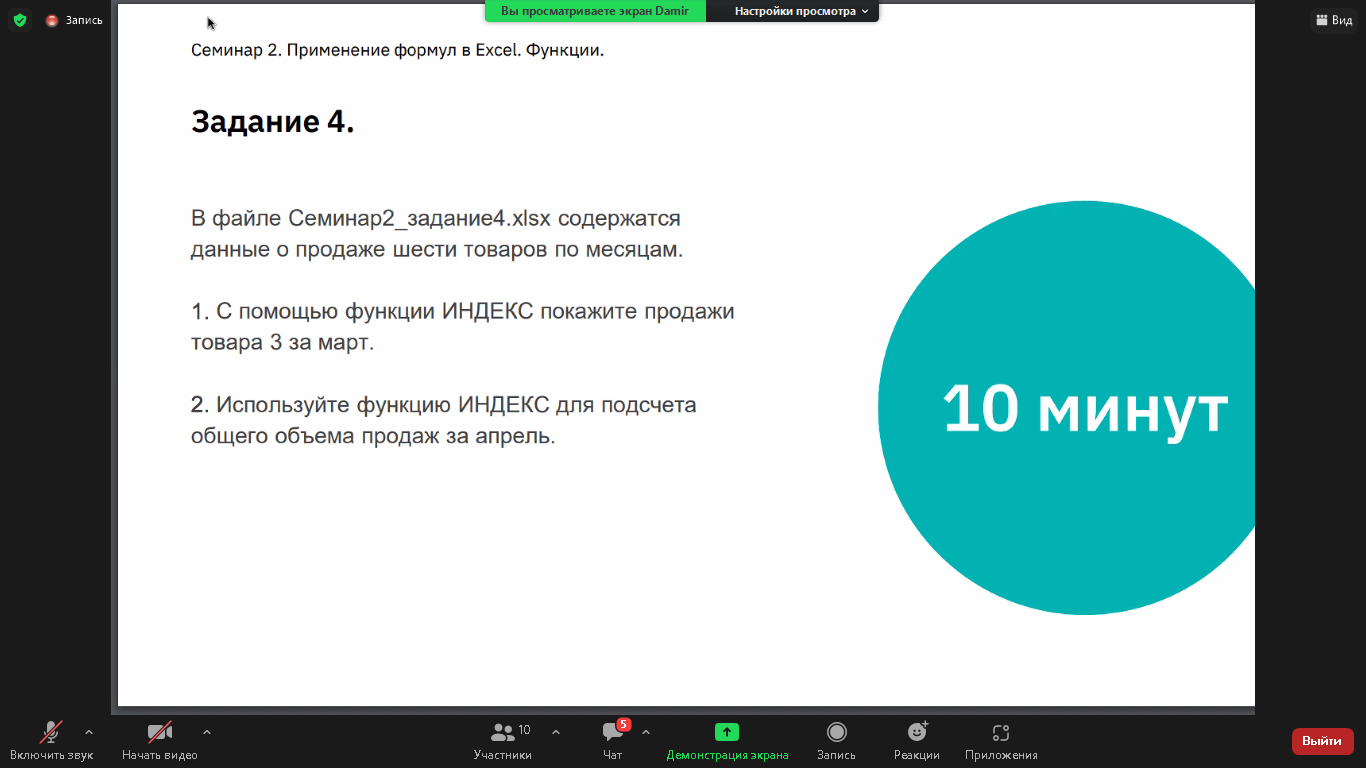 Запись
Вы просматриваете экран Damir
Настройки просмотра
Вид
Семинар 2. Применение формул в Excel. Функции.
Задание 4.
В файле Семинар2_задание4.xlsx содержатся
данные о продаже шести товаров по месяцам.
1. С помощью функции ИНДЕКС покажите продажи
товара 3 за март.
2. Используйте функцию ИНДЕКС для подсчета
общего объема продаж за апрель.
10 минут
Включить звук
Начать видео
10
Участники
5
Чат
Демонстрация экрана
Запись
Реакции
Приложения
Выйти